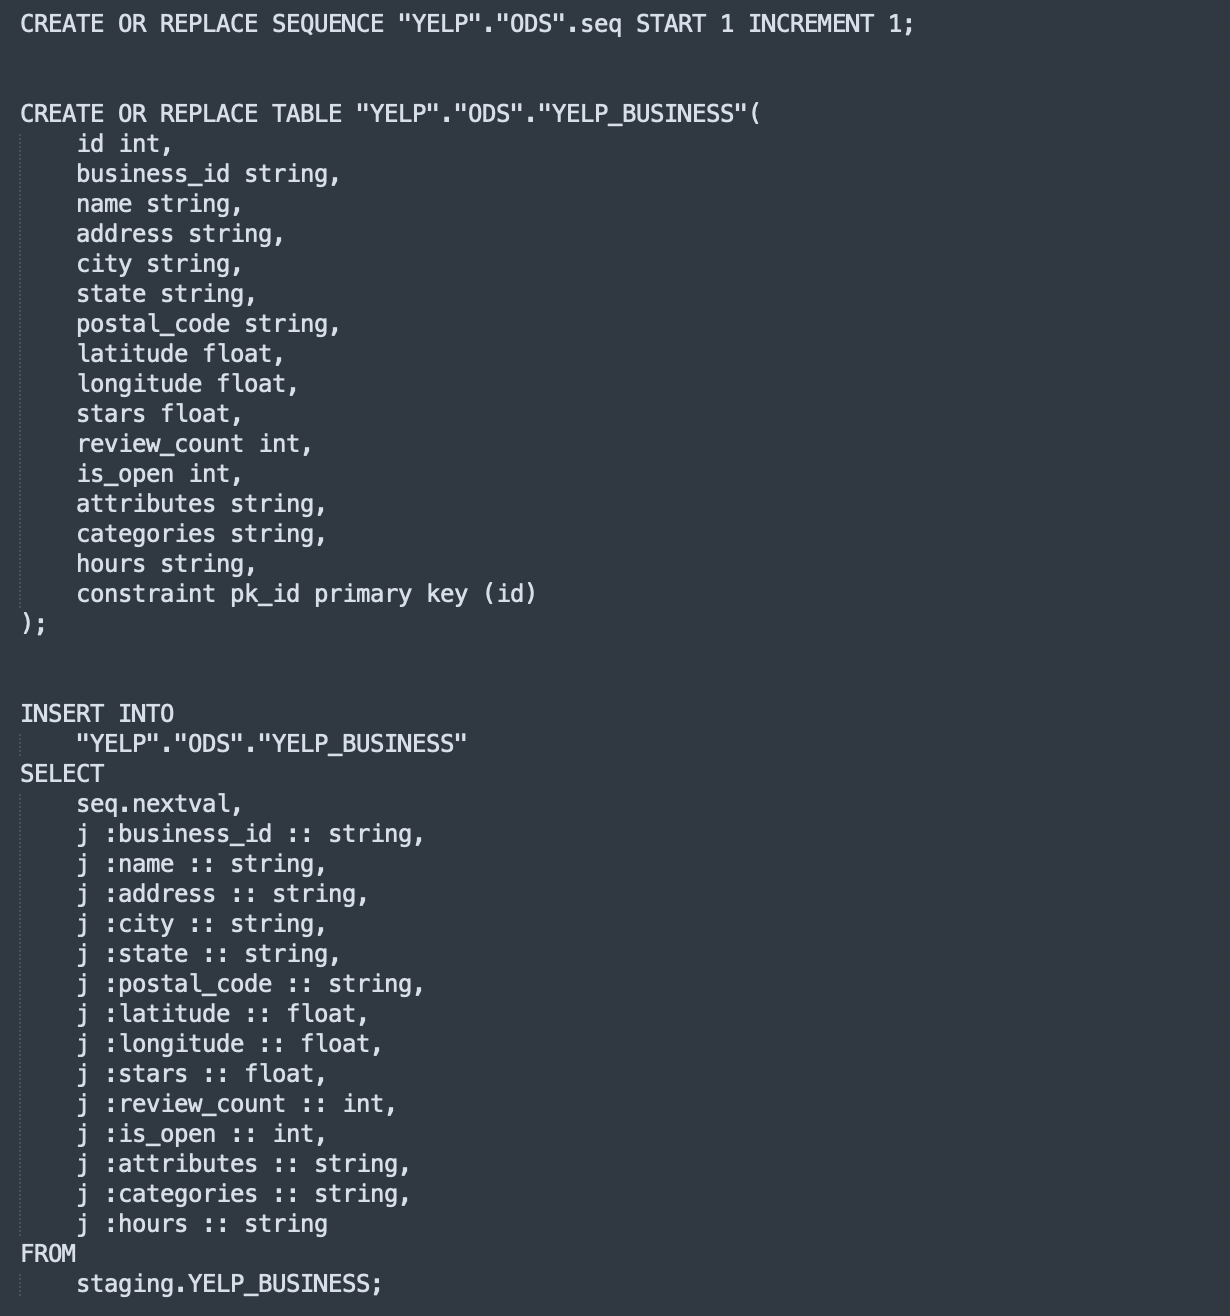 CREATE OR REPLACE SEQUENCE "YELP"."ODS".seq START 1 INCREMENT 1;
CREATE OR REPLACE TABLE "YELP"."ODS"."YELP_BUSINESS"(
id int,
business_id string,
name string,
address string,
city string,
state string,
postal_code string,
latitude float,
longitude float,
stars float,
review_count int,
is_open int,
attributes string,
categories string,
hours string,
constraint pk_id primary key (id)
);
INSERT INTO
"YELP"."ODS"."YELP_BUSINESS"
SELECT
seq.nextval,
j :business_id :: string,
j :name :: string,
j :address :: string,
j :city :: string,
j :state :: string,
j :postal_code :: string,
j :latitude :: float,
j :longitude :: float,
j :stars :: float,
j :review_count :: int,
j :is_open :: int,
j :attributes :: string,
j :categories :: string,
j :hours :: string
FROM
staging.YELP_BUSINESS;